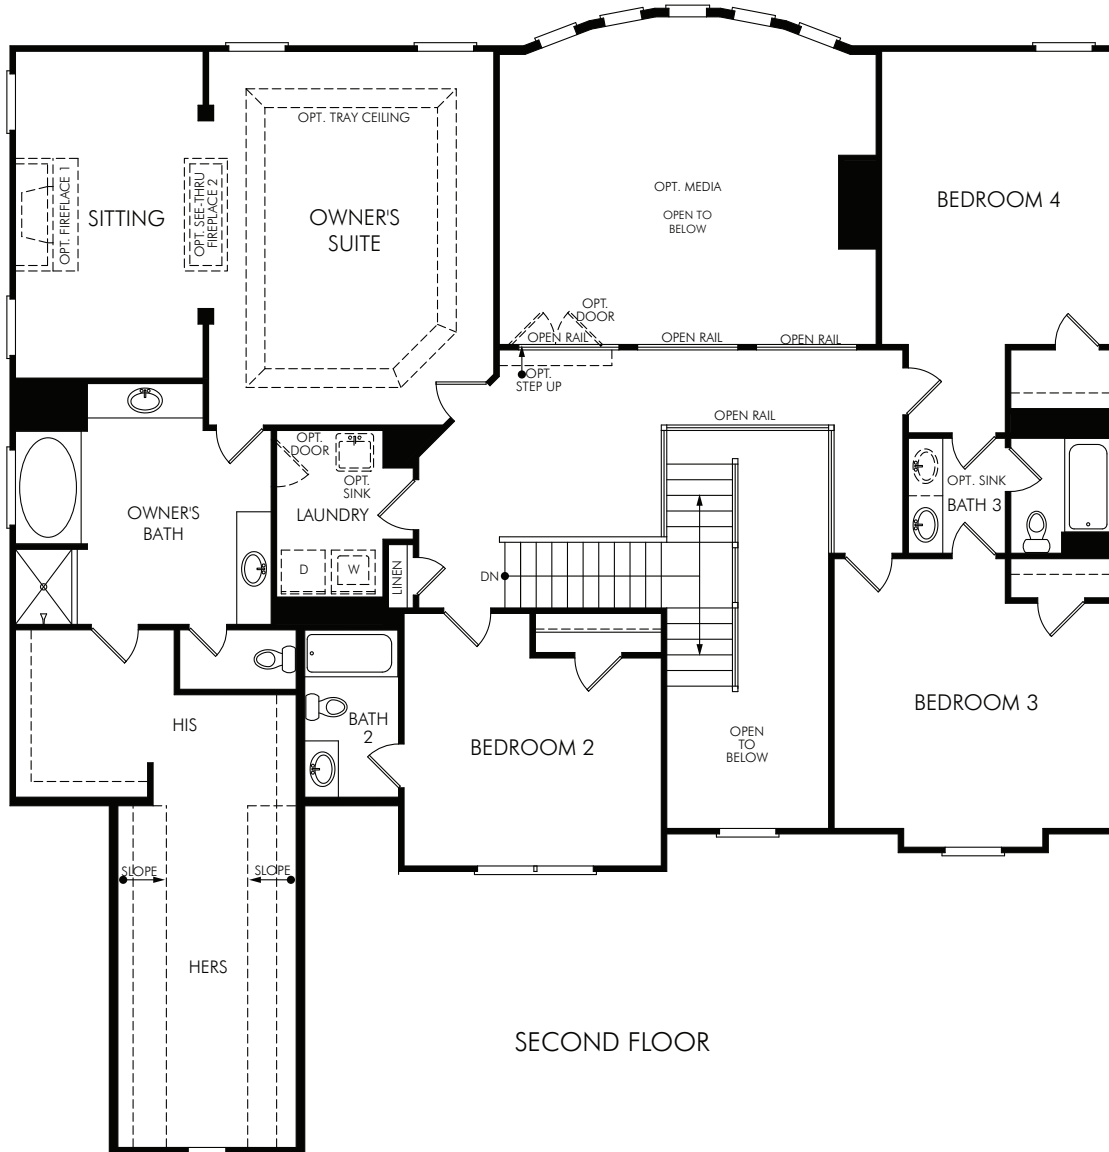 OPT. TRAY CEILING
OPT. FIREFLACE 1
SITTING
OPT. SEE-THRU
FIREPLACE 2
OWNER'S
SUITE
OPT. MEDIA
OPEN TO
BELOW
BEDROOM 4
OPT.
DOOR
OPEN RAIL
OPEN RAIL
OPEN RAIL
OPT.
STEP UP
OPEN RAIL
OPT.
DOOR
OPT.
SINK
LAUNDRY
OWNER'S
BATH
D
W
LINEN
DN
OPT. SINK
BATH 3
HIS
BATH
2
BEDROOM 2
OPEN
TO
BELOW
BEDROOM 3
SLOPE
SLOPE
HERS
SECOND FLOOR